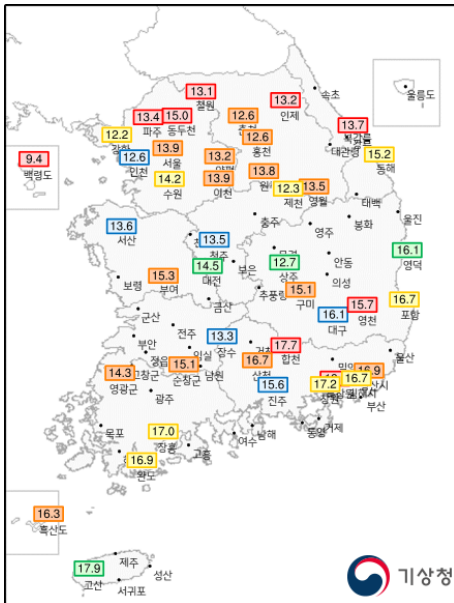 13.1
철원
13.2
인제
속초
울릉도
13.4
파주
15.0
동두천
12.6
12.2
12.6
홍천
13.7
대관령
15.2
동해
9.4
백령도
12.6
인천
13.9
서울
13.2
13.8
14.2
수원
13.9
이천
12.3
제천
13.5
영월
태백
13.6
서산
충주
영주
봉화
울진
13.5
청주
16.1
영덕
14.5
대전
보은
12.7
상주
안동
의성
보령
15.3
부여
추풍령
15.1
구미
15.7
영천
16.7
포항
금산
16.1
대구
군산
전주
13.3
장수
17.7
합천
울산
부안
임실
14.3
영광군
고창군
15.1
순창군
남원
16.7
산청
16.9
16.7
17.2
창원
부산
광주
15.6
진주
목포
17.0
장흥
고흥
여수
남해
통영
거제
16.9
완도
16.3
흑산도
17.9
고산
제주
성산
서귀포
기상청